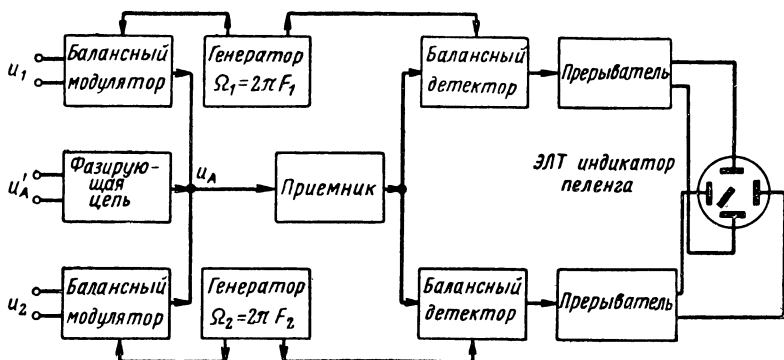 u₁
Балансный
модулятор
Генератор
Ω₁=2π F₁
Балансный
детектор
Прерыватель
u'A
Фазирую-
щая
цепь
uA
Приемник
ЭЛТ индикатор
пеленга
u₂
Балансный
модулятор
Генератор
Ω₂=2π F₂
Балансный
детектор
Прерыватель